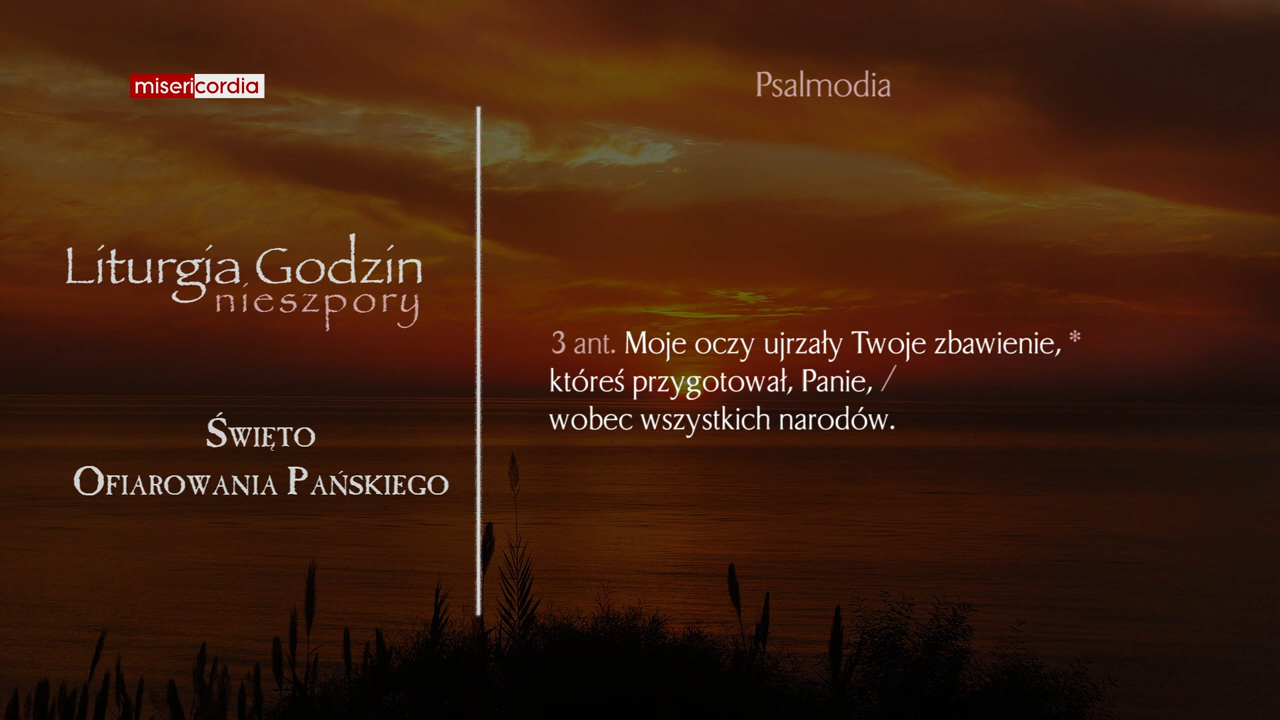 misericordia
Psalmodia
Liturgia Godzin
nieszpory
Święto
Ofiarowania Pańskiego
3 ant. Moje oczy ujrzały Twoje zbawienie, *
któreś przygotował, Panie, /
wobec wszystkich narodów.